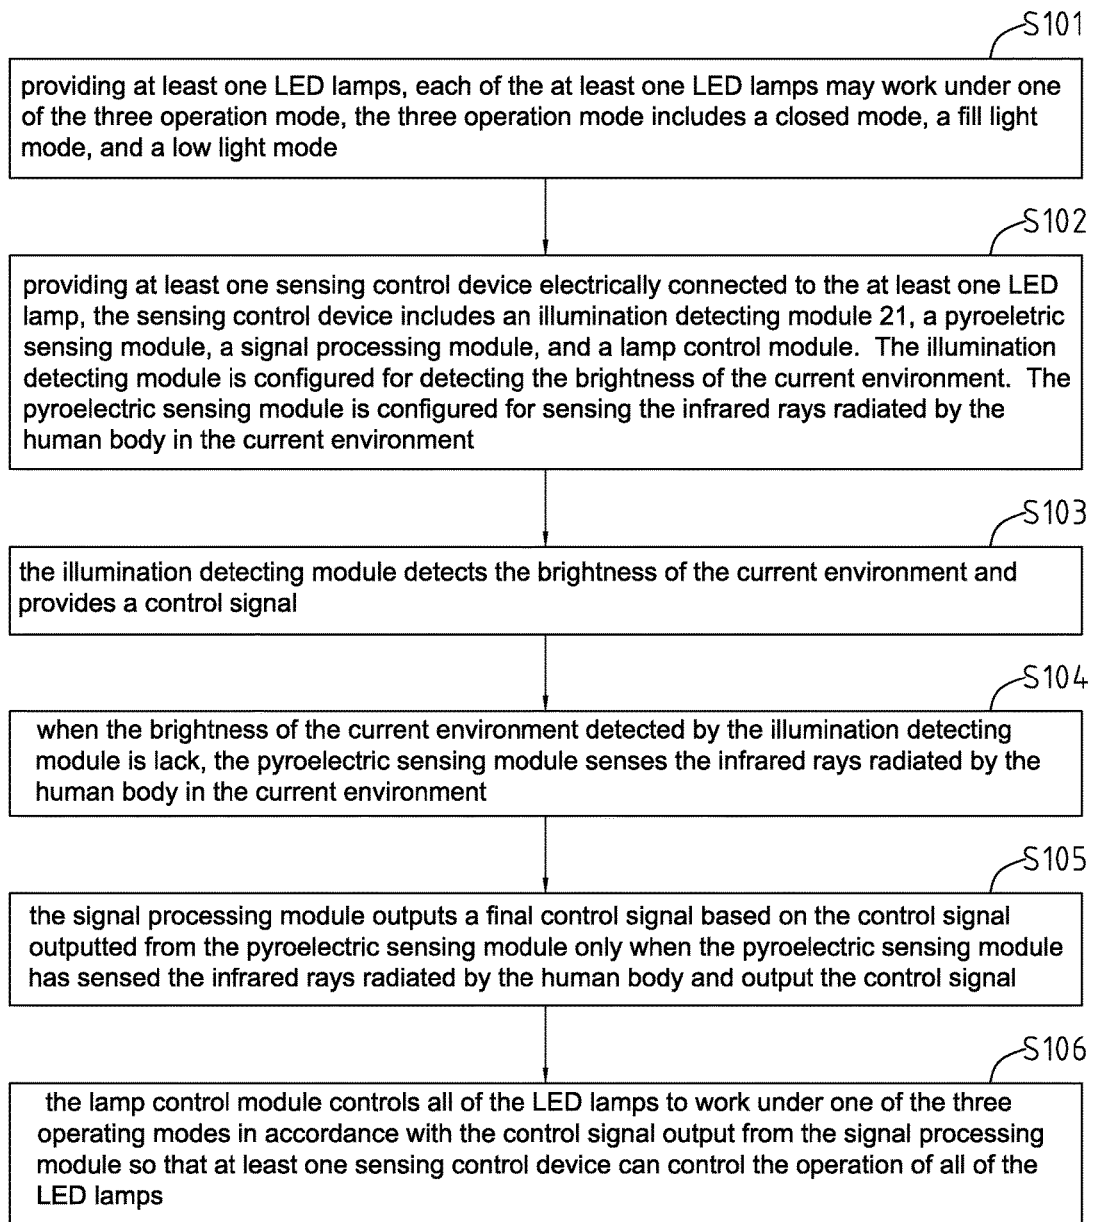 S101
providing at least one LED lamps, each of the at least one LED lamps may work under one
of the three operation mode, the three operation mode includes a closed mode, a fill light
mode, and a low light mode
S102
providing at least one sensing control device electrically connected to the at least one LED
lamp, the sensing control device includes an illumination detecting module 21, a pyroeletric
sensing module, a signal processing module, and a lamp control module. The illumination
detecting module is configured for detecting the brightness of the current environment. The
pyroelectric sensing module is configured for sensing the infrared rays radiated by the
human body in the current environment
S103
the illumination detecting module detects the brightness of the current environment and
provides a control signal
S104
when the brightness of the current environment detected by the illumination detecting
module is lack, the pyroelectric sensing module senses the infrared rays radiated by the
human body in the current environment
S105
the signal processing module outputs a final control signal based on the control signal
outputted from the pyroelectric sensing module only when the pyroelectric sensing module
has sensed the infrared rays radiated by the human body and output the control signal
S106
the lamp control module controls all of the LED lamps to work under one of the three
operating modes in accordance with the control signal output from the signal processing
module so that at least one sensing control device can control the operation of all of the
LED lamps